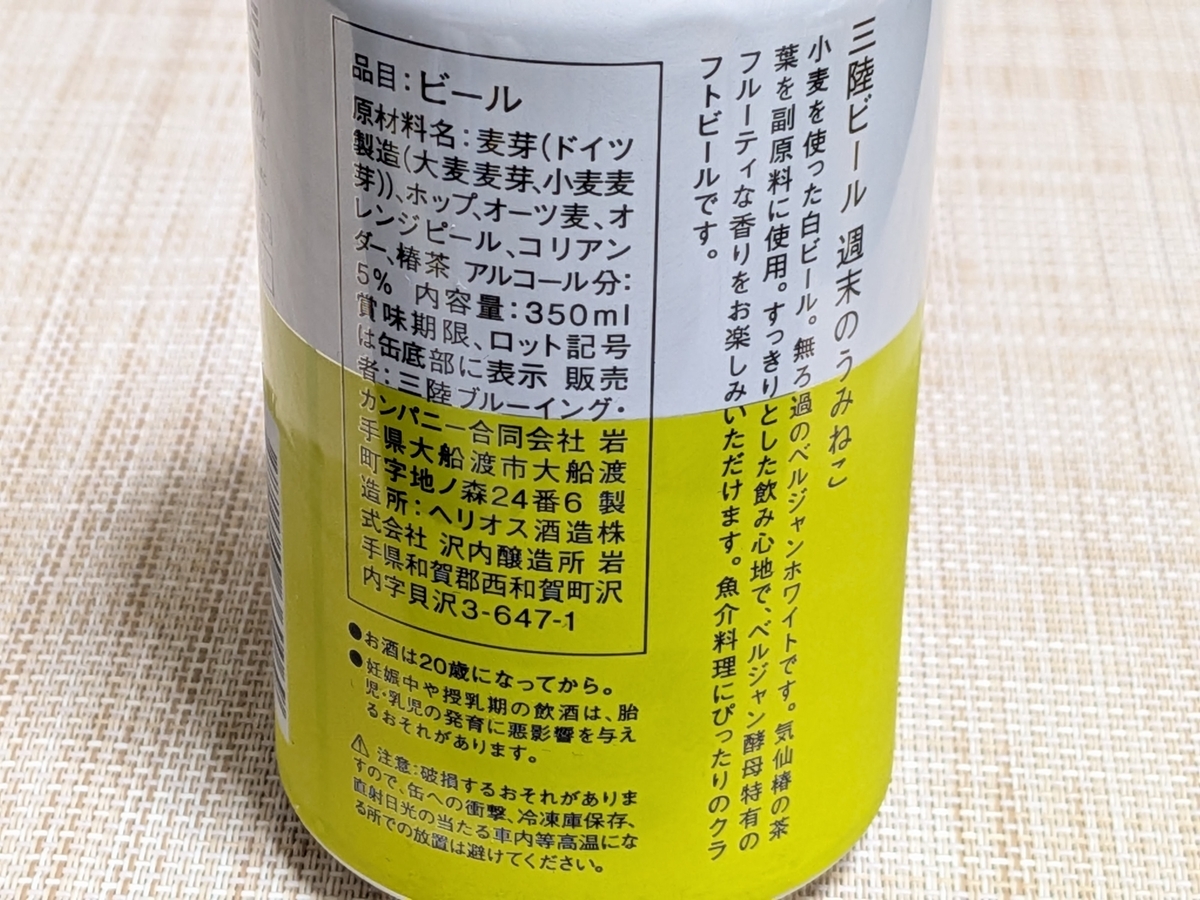 三陸ビール 週末のうみねこ
小麦を使った白ビール。無ろ過のベルジャンホワイトです。気仙椿の茶
葉を副原料に使用。すっきりとした飲み心地で、ベルジャン酵母特有の
フルーティな香りをお楽しみいただけます。魚介料理にぴったりのクラ
フトビールです。
品目:ビール
原材料名:麦芽(ドイツ
製造(大麦麦芽、小麦麦
芽))、ホップ、オーツ麦、オ
レンジピール、コリアン
ダー、椿茶 アルコール分:
5% 内容量:350ml
賞味期限、ロット記号
は缶底部に表示 販売
者:三陸ブルーイング・
カンパニー合同会社 岩
手県大船渡市大船渡
町字地ノ森24番6 製
造所:ヘリオス酒造株
式会社 沢内醸造所 岩
手県和賀郡西和賀町沢
内字貝沢3-647-1
●お酒は20歳になってから。
●妊娠中や授乳期の飲酒は、胎
児・乳児の発育に悪影響を与え
るおそれがあります。
⚠ 注意:破損するおそれがありま
すので、缶への衝撃、冷凍庫保存、
直射日光の当たる車内等高温にな
る所での放置は避けてください。